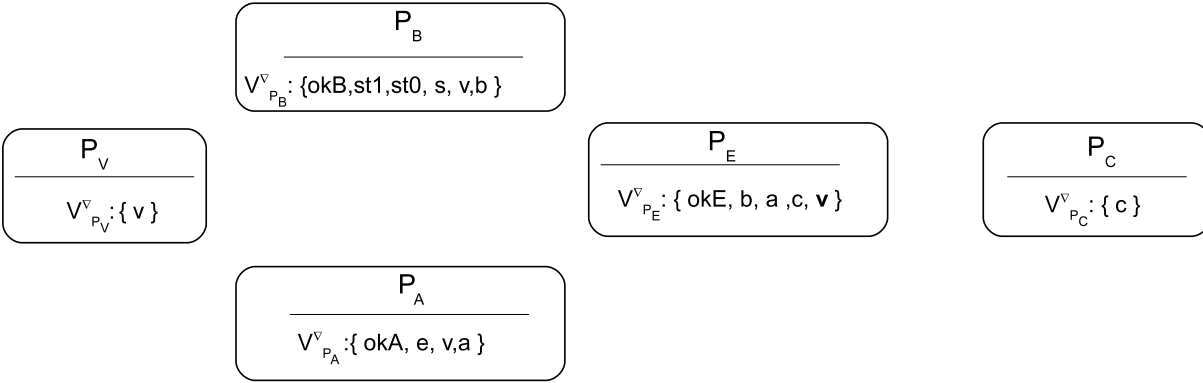 P_B
V^∇_{P_B}: {okB,st1,st0, s, v,b }
P_V
V^∇_{P_V}:{ v }
P_E
V^∇_{P_E}: { okE, b, a ,c, v }
P_C
V^∇_{P_C}: { c }
P_A
V^∇_{P_A} :{ okA, e, v,a }